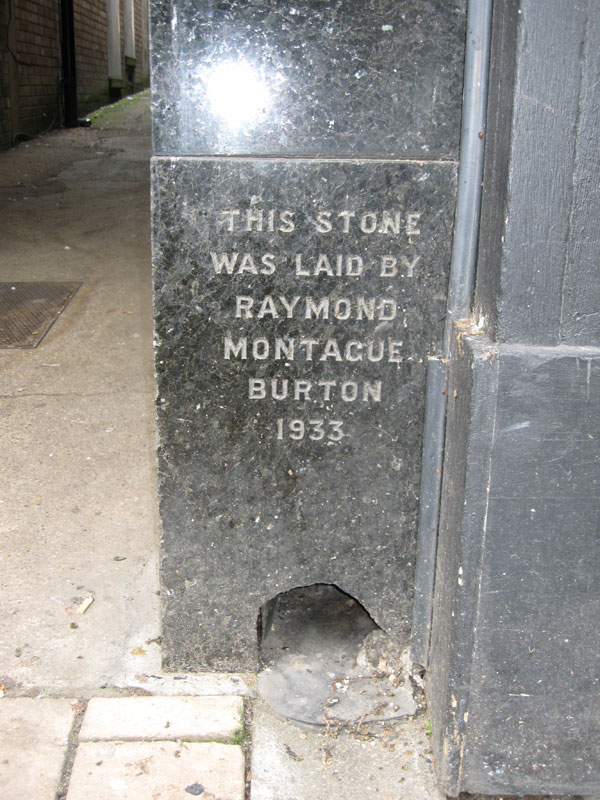 THIS STONE
WAS LAID BY
RAYMOND
MONTAGUE
BURTON
1933